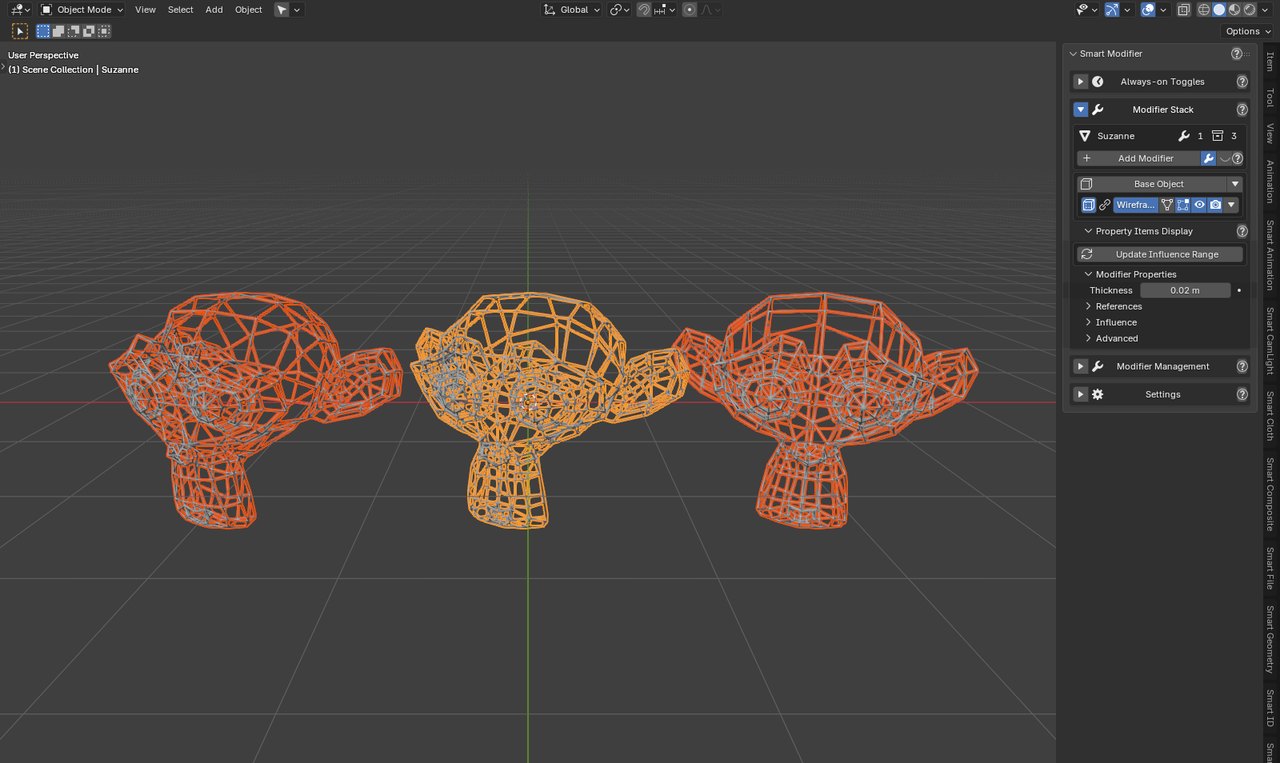 Object Mode View Select Add Object Global
Options
User Perspective
(1) Scene Collection | Suzanne
Smart Modifier
Always-on Toggles
Modifier Stack
Suzanne 1 3
Add Modifier
Base Object
Wirefra...
Property Items Display
Update Influence Range
Modifier Properties
Thickness 0.02 m
References
Influence
Advanced
Modifier Management
Settings
Item
Tool
View
Animation
Smart Animation
Smart CamLight
Smart Cloth
Smart Composite
Smart File
Smart Geometry
Smart ID
Sma